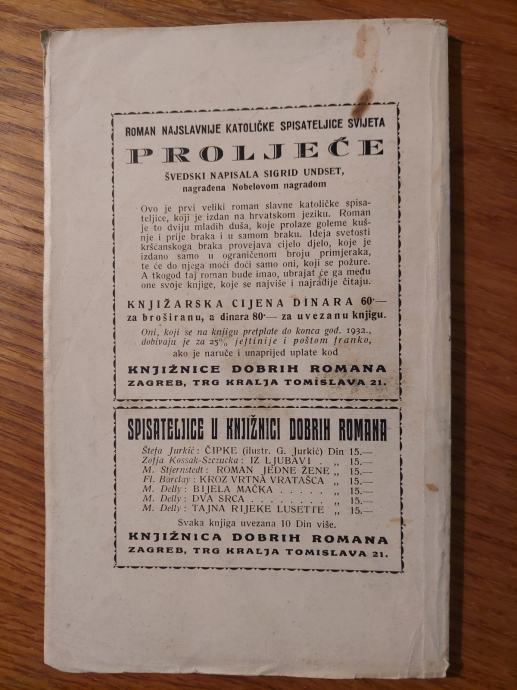 ROMAN NAJSLAVNIJE KATOLIČKE SPISATELJICE SVIJETA
PROLJEĆE
ŠVEDSKI NAPISALA SIGRID UNDSET,
nagrađena Nobelovom nagradom
Ovo je prvi veliki roman slavne katoličke spisa-
teljice, koji je izdan na hrvatskom jeziku. Roman
je to dviju mladih duša, koje prolaze goleme kuš-
nje i prije braka i u samom braku. Ideja svetosti
kršćanskoga braka provejava cijelo djelo, koje je
izdano samo u ograničenom broju primjeraka,
te će do njega moći doći samo oni, koji se požure.
A tkogod taj roman bude imao, ubrajat će ga među
one svoje knjige, koje se najviše i najradije čitaju.
KNJIŽARSKA CIJENA DINARA 60·—
za broširanu, a dinara 80·— za uvezanu knjigu.
Oni, koji se na knjigu pretplate do konca god. 1932.,
dobivaju je za 25% jeftinije i poštom franko,
ako je naruče i unaprijed uplate kod
KNJIŽNICE DOBRIH ROMANA
ZAGREB, TRG KRALJA TOMISLAVA 21.
SPISATELJICE U KNJIŽNICI DOBRIH ROMANA
Štefa Jurkić: ČIPKE (ilustr. G. Jurkić) Din 15.—
Zofja Kossak-Szczucka: IZ LJUBAVI . „ 15.—
M. Stjernstedt: ROMAN JEDNE ŽENE „ 15.—
Fl. Barclay: KROZ VRTNA VRATAŠCA „ 15.—
M. Delly: BIJELA MAČKA . . . . . „ 15.—
M. Delly: DVA SRCA . . . . . . . . „ 15.—
M. Delly: TAJNA RIJEKE LUSETTE „ 15.—
Svaka knjiga uvezana 10 Din više.
KNJIŽNICA DOBRIH ROMANA
ZAGREB, TRG KRALJA TOMISLAVA 21.